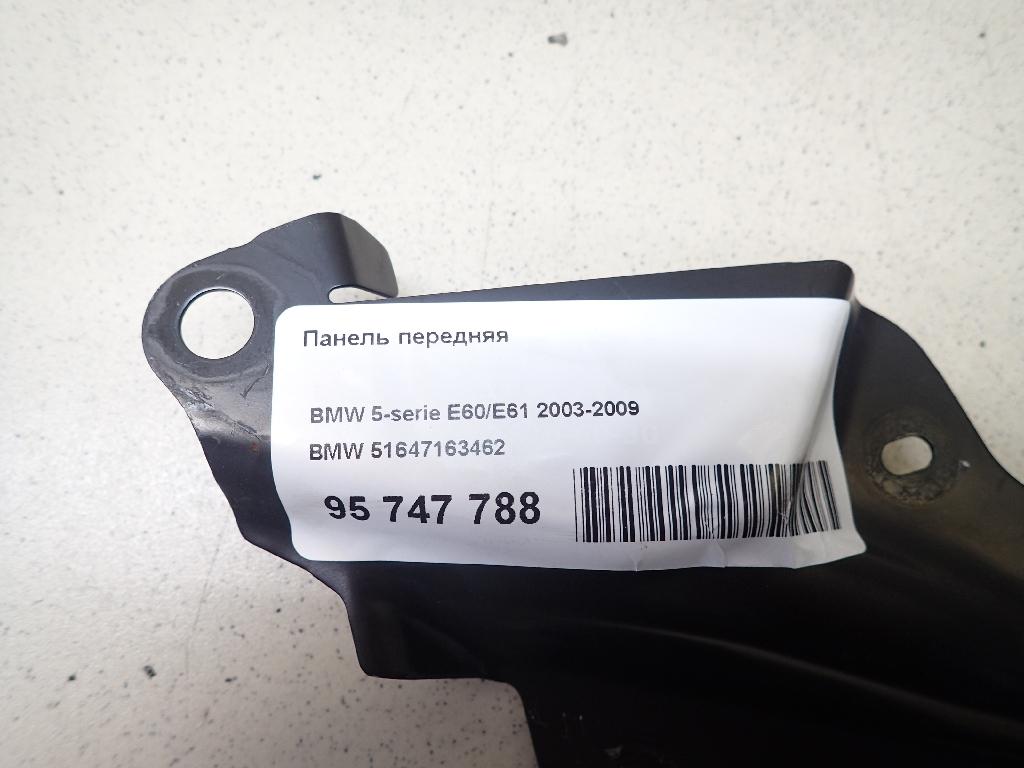 Панель передняя
BMW 5-serie E60/E61 2003-2009
BMW 51647163462
95 747 788